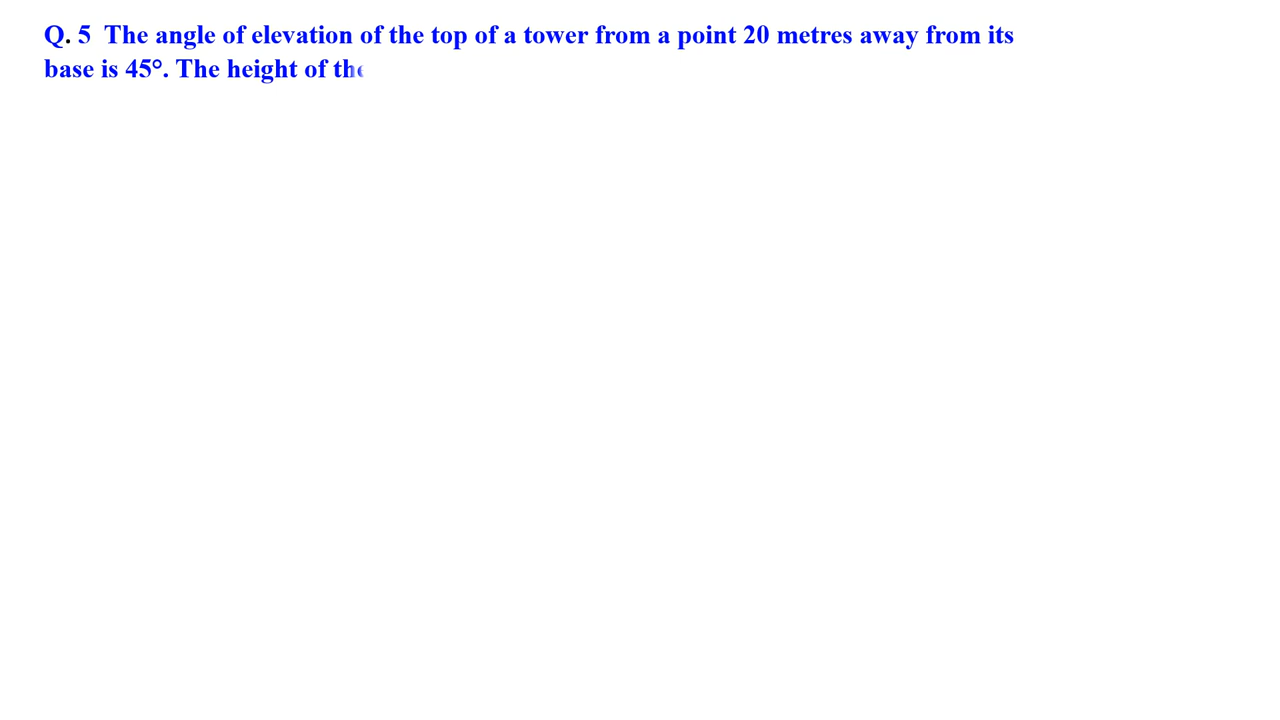 Q. 5 The angle of elevation of the top of a tower from a point 20 metres away from its
base is 45°. The height of